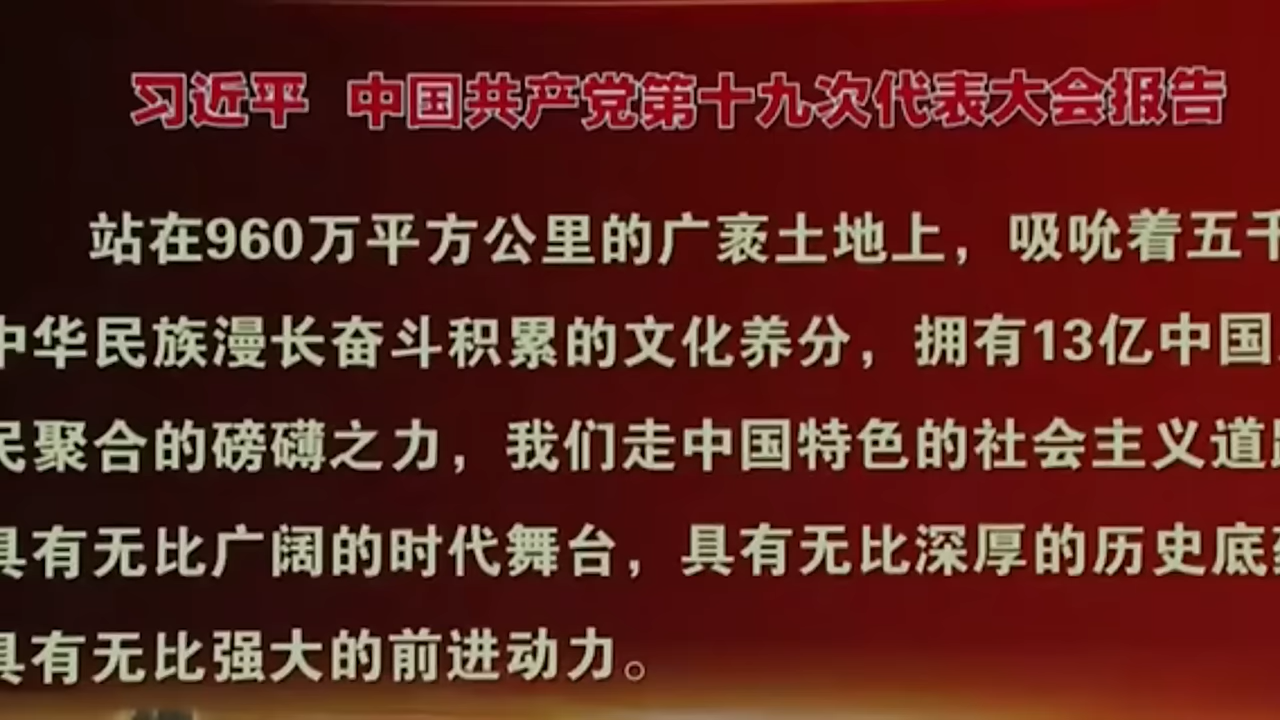 习近平 中国共产党第十九次代表大会报告
站在960万平方公里的广袤土地上，吸吮着五千
中华民族漫长奋斗积累的文化养分，拥有13亿中国
民聚合的磅礴之力，我们走中国特色的社会主义道路
具有无比广阔的时代舞台，具有无比深厚的历史底蕴
具有无比强大的前进动力。